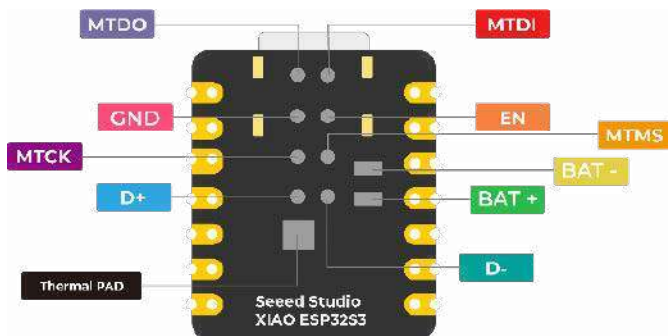 MTDO
MTDI
GND
EN
MTMS
MTCK
BAT -
D+
BAT +
D-
Thermal PAD
Seeed Studio
XIAO ESP32S3